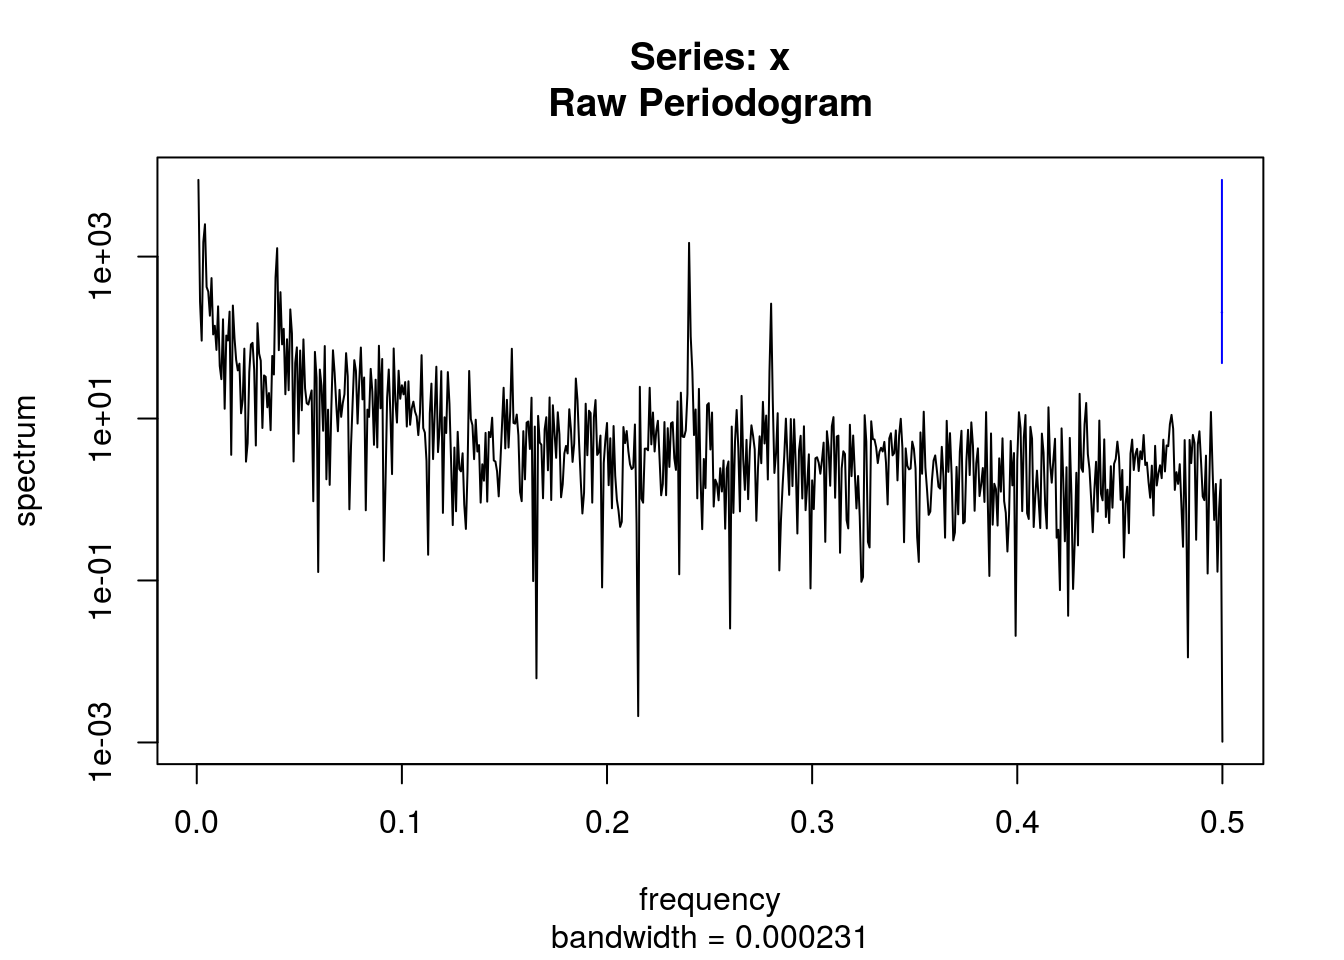 Series: x
Raw Periodogram
spectrum
1e+03
1e+01
1e-01
1e-03
0.0 0.1 0.2 0.3 0.4 0.5
frequency
bandwidth = 0.000231